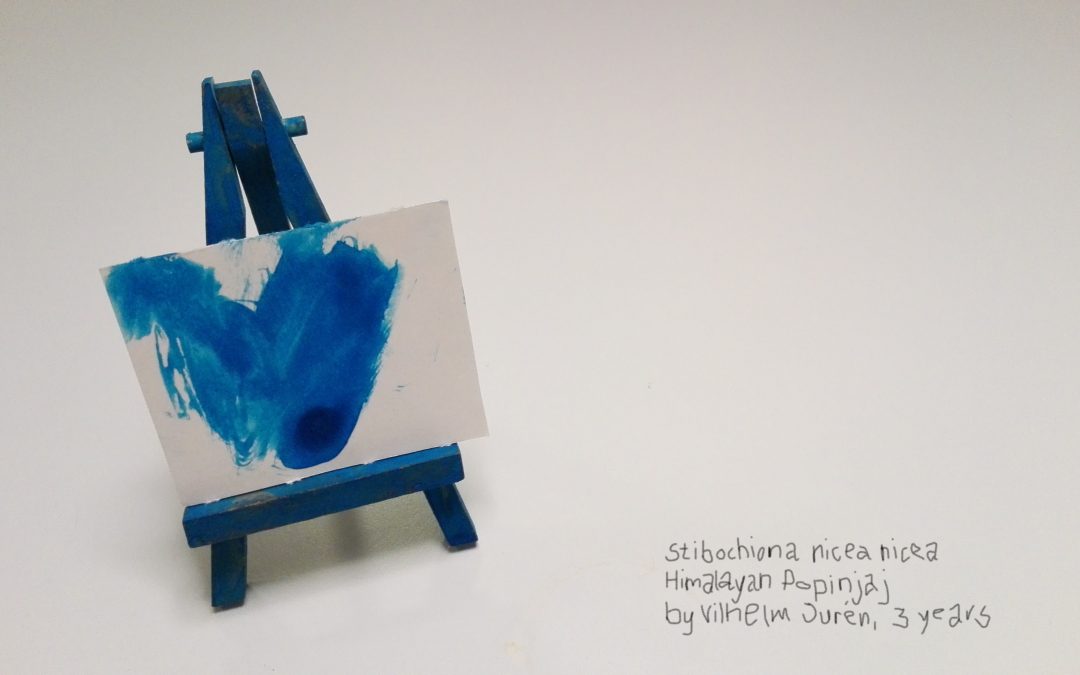 stibochiona nicea nicea
Himalayan Popinjaj
by Vilhelm Jurén, 3 years